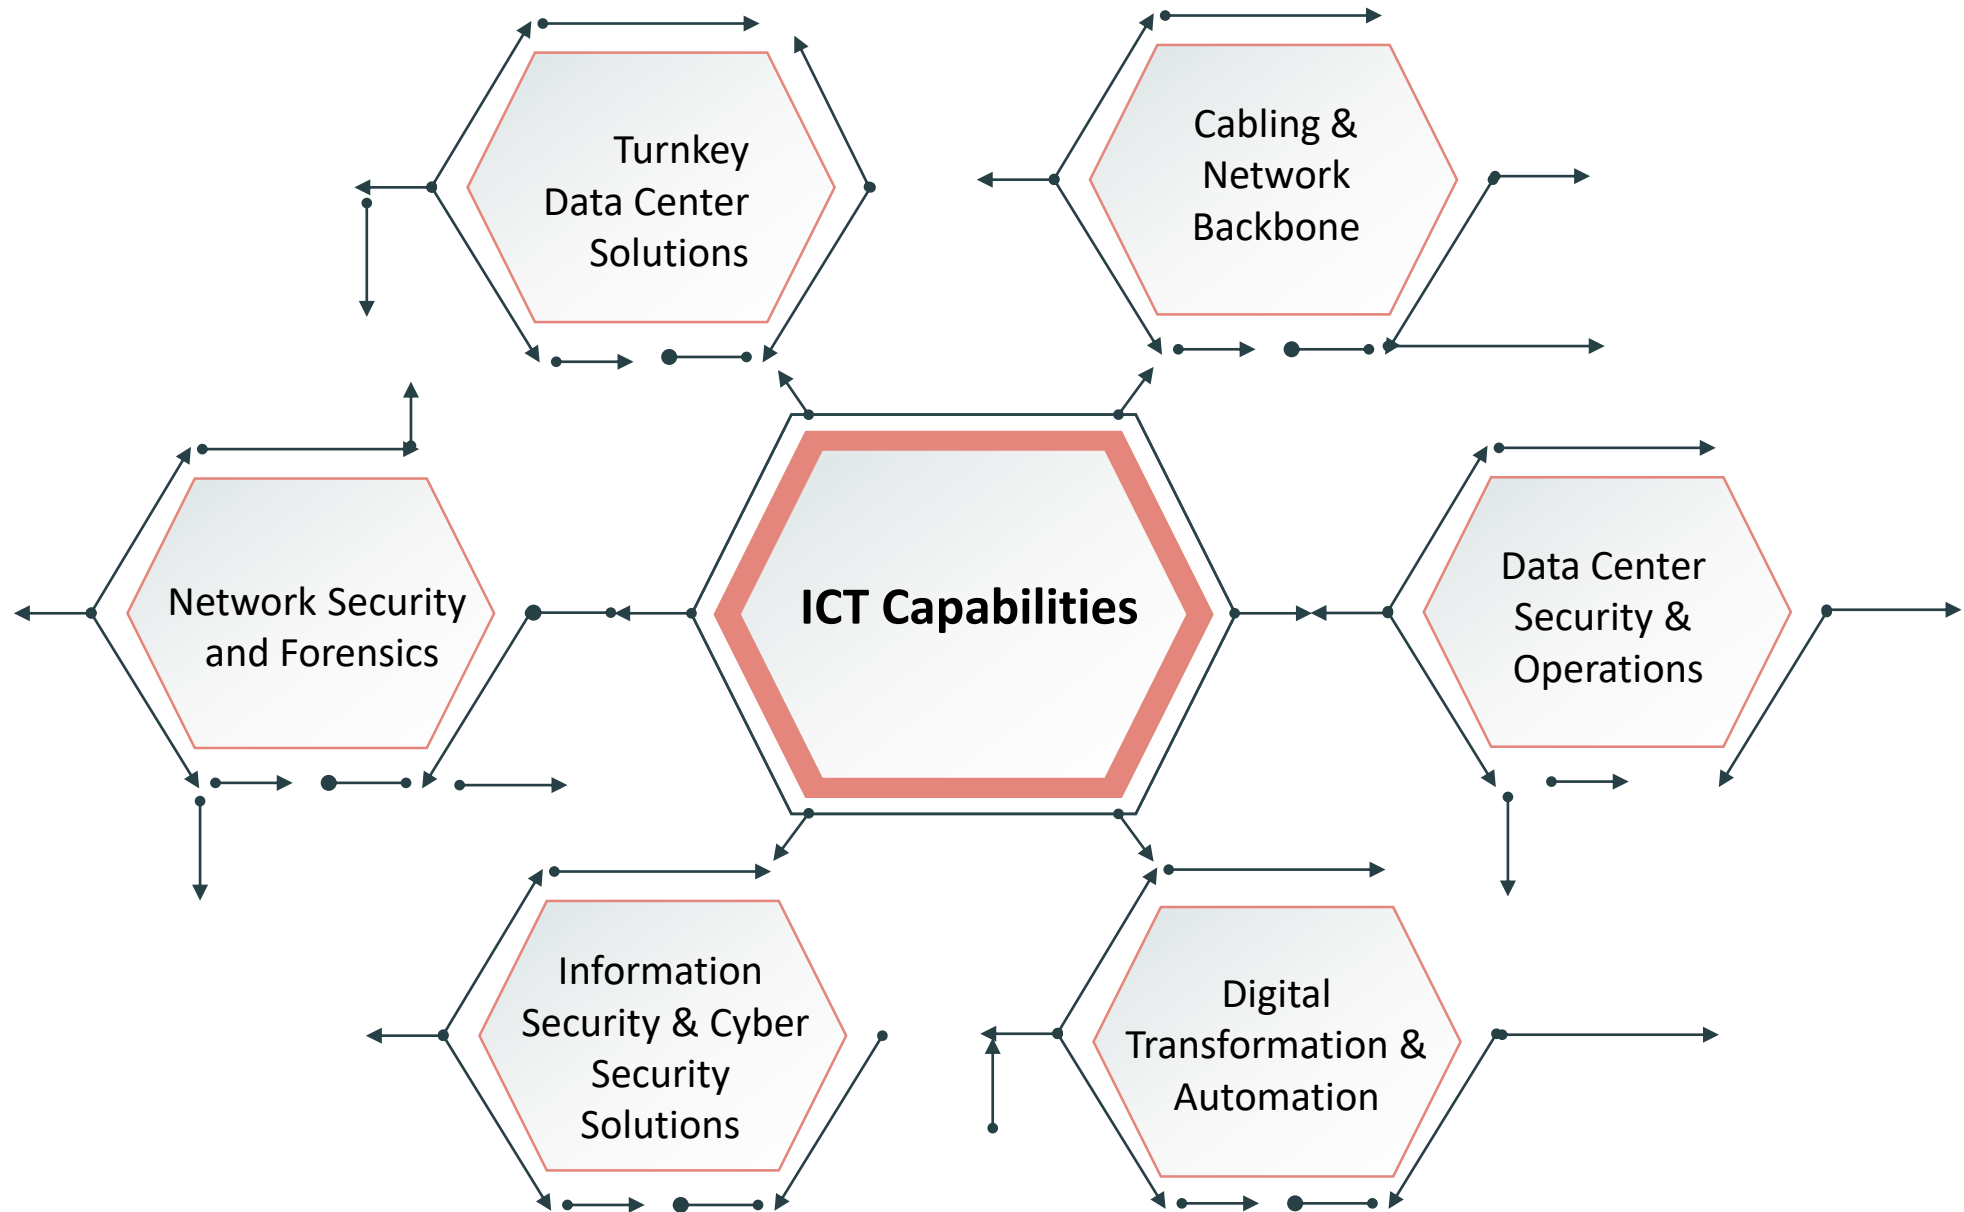 Turnkey
Data Center
Solutions
Cabling &
Network
Backbone
Network Security
and Forensics
ICT Capabilities
Data Center
Security &
Operations
Information
Security & Cyber
Security
Solutions
Digital
Transformation &
Automation